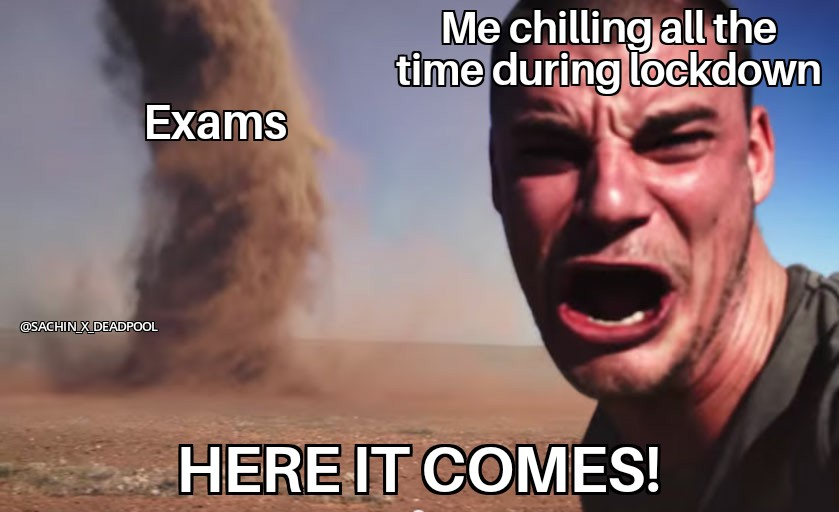 Me chilling all the
time during lockdown
Exams
@SACHIN_X_DEADPOOL
HERE IT COMES!